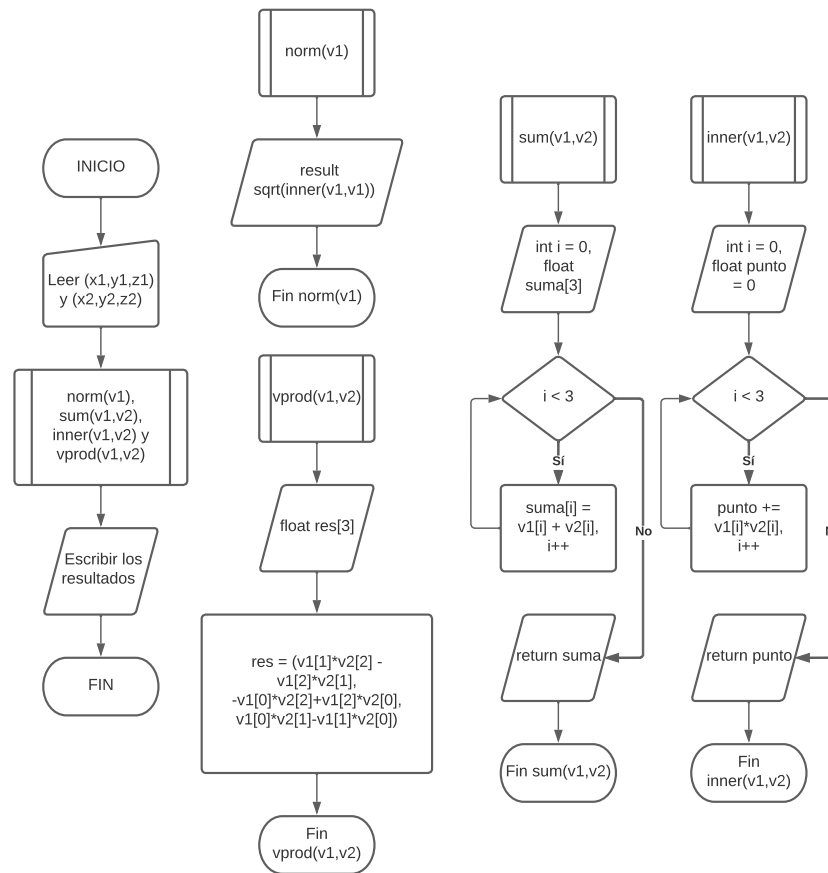 INICIO
Leer (x1,y1,z1)
y (x2,y2,z2)
norm(v1),
sum(v1,v2),
inner(v1,v2) y
vprod(v1,v2)
Escribir los
resultados
FIN
norm(v1)
result
sqrt(inner(v1,v1))
Fin norm(v1)
vprod(v1,v2)
float res[3]
res = (v1[1]*v2[2] -
v1[2]*v2[1],
-v1[0]*v2[2]+v1[2]*v2[0],
v1[0]*v2[1]-v1[1]*v2[0])
Fin
vprod(v1,v2)
sum(v1,v2)
int i = 0,
float
suma[3]
i < 3
Sí
suma[i] =
v1[i] + v2[i],
i++
No
return suma
Fin sum(v1,v2)
inner(v1,v2)
int i = 0,
float punto
= 0
i < 3
Sí
punto +=
v1[i]*v2[i],
i++
return punto
Fin
inner(v1,v2)